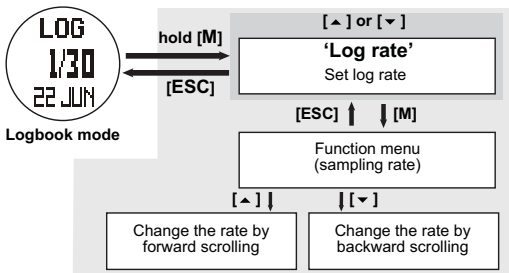 LOG
1/30
22 JUN
Logbook mode
hold [M]
[ESC]
[▲] or [▼]
'Log rate'
Set log rate
[ESC]
[M]
Function menu
(sampling rate)
[▲]
[▼]
Change the rate by
forward scrolling
Change the rate by
backward scrolling